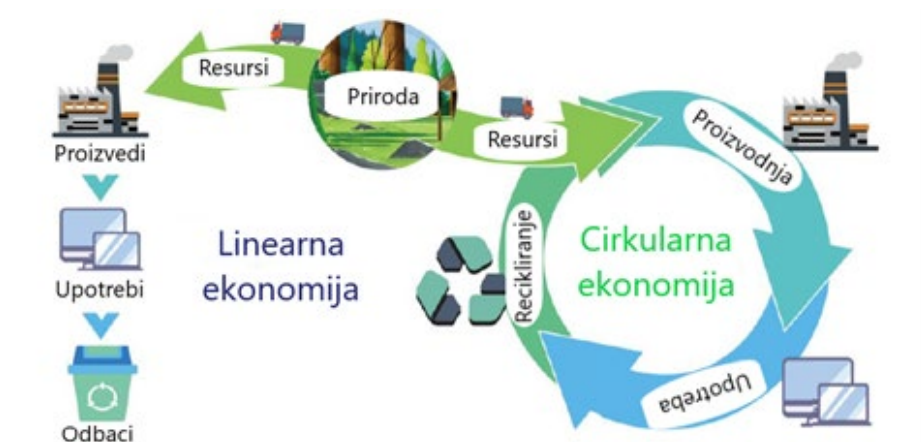 Resursi
Priroda
Resursi
Proizvedi
Upotrebi
Odbaci
Linearna
ekonomija
Proizvodnja
Upotreba
Recikliranje
Cirkularna
ekonomija